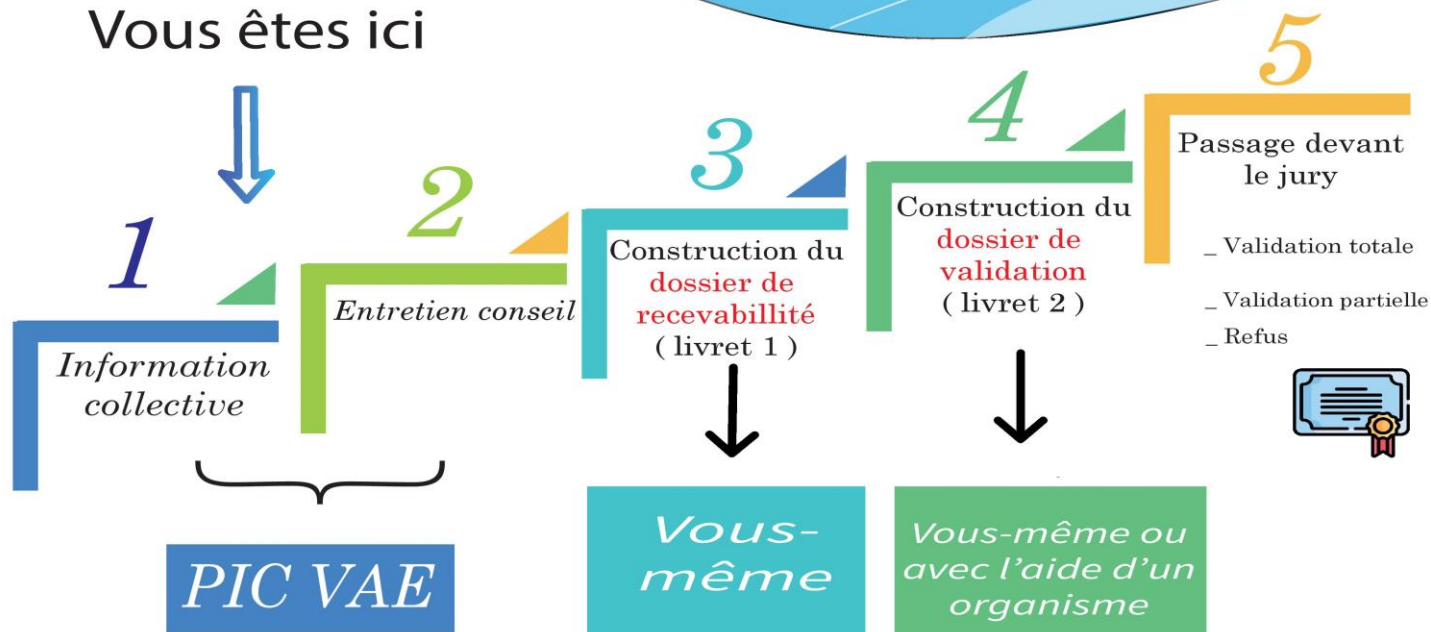 Vous êtes ici
1
Information
collective
2
Entretien conseil
PIC VAE
3
Construction du
dossier de
recevabillité
( livret 1 )
Vous-
même
4
Construction du
dossier de
validation
( livret 2 )
Vous-même ou
avec l’aide d’un
organisme
5
Passage devant
le jury
_ Validation totale
_ Validation partielle
_ Refus